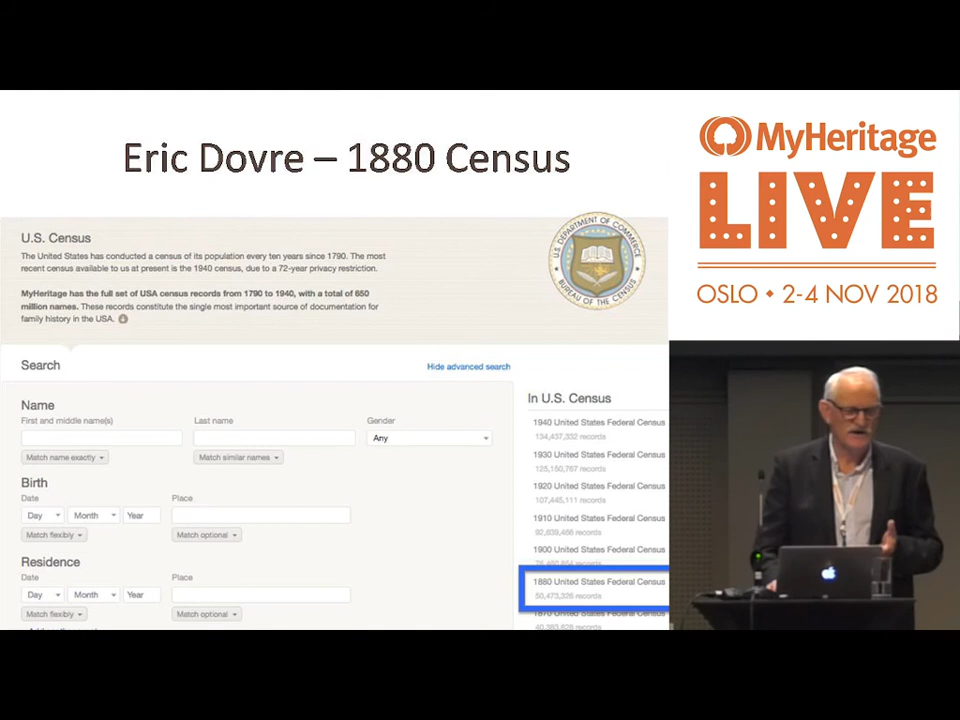 Eric Dovre – 1880 Census
MyHeritage
LIVE
OSLO • 2-4 NOV 2018
U.S. Census
The United States has conducted a census of its population every ten years since 1790. The most
recent census available to us at present is the 1940 census, due to a 72-year privacy restriction.
MyHeritage has the full set of USA census records from 1790 to 1940, with a total of 650
million names. These records constitute the single most important source of documentation for
family history in the USA.
U.S. DEPARTMENT OF COMMERCE
BUREAU OF THE CENSUS
Search
Hide advanced search
Name
First and middle name(s) Last name Gender
Any
Match name exactly Match similar names
Birth
Date Place
Day Month Year
Match flexibly Match optional
Residence
Date Place
Day Month Year
Match flexibly Match optional
In U.S. Census
1940 United States Federal Census
134,437,332 records
1930 United States Federal Census
125,150,767 records
1920 United States Federal Census
107,445,111 records
1910 United States Federal Census
92,639,466 records
1900 United States Federal Census
records
1880 United States Federal Census
50,473,326 records
1870 United States Federal Census
records